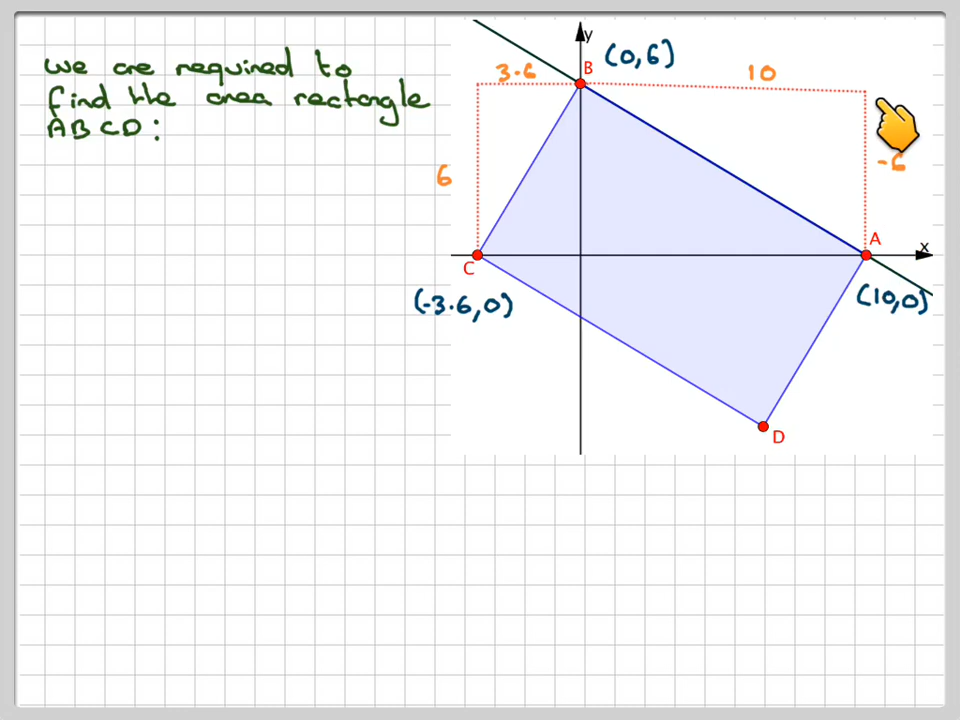 we are required to
find the area rectangle
ABCD:
y
(0,6)
B
3.6
10
6
-6
A
x
C
(-3.6,0)
(10,0)
D